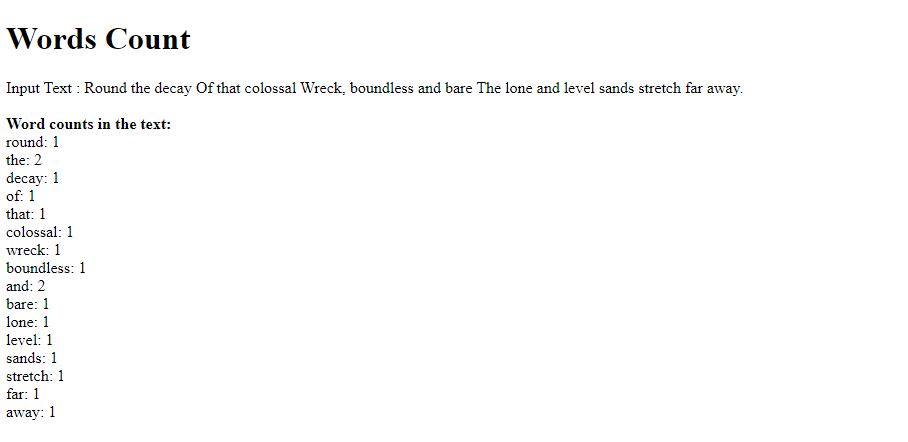 Words Count
Input Text : Round the decay Of that colossal Wreck, boundless and bare The lone and level sands stretch far away.
Word counts in the text:
round: 1
the: 2
decay: 1
of: 1
that: 1
colossal: 1
wreck: 1
boundless: 1
and: 2
bare: 1
lone: 1
level: 1
sands: 1
stretch: 1
far: 1
away: 1